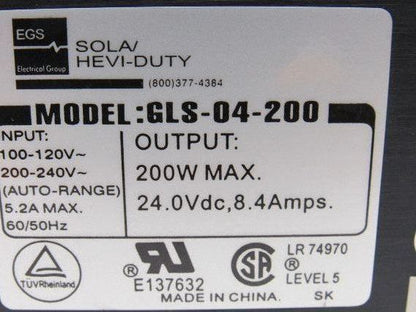 EGS
Electrical Group
SOLA/
HEVI-DUTY
(800)377-4384
MODEL:GLS-04-200
INPUT:
100-120V~
200-240V~
(AUTO-RANGE)
5.2A MAX.
60/50Hz
OUTPUT:
200W MAX.
24.0Vdc,8.4Amps.
TUVRheinland
®
E137632
LR 74970
®
LEVEL 5
MADE IN CHINA.
SK